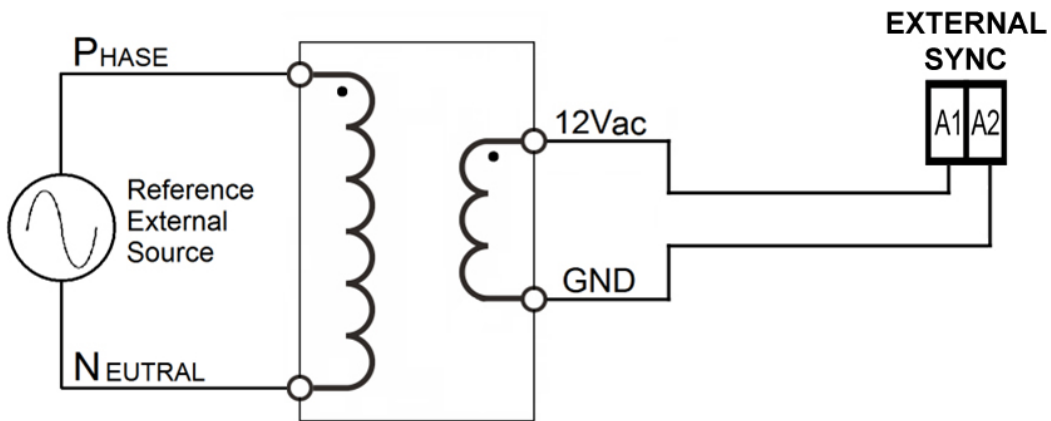 EXTERNAL
SYNC
PHASE
12Vac
A1 A2
Reference
External
Source
GND
NEUTRAL